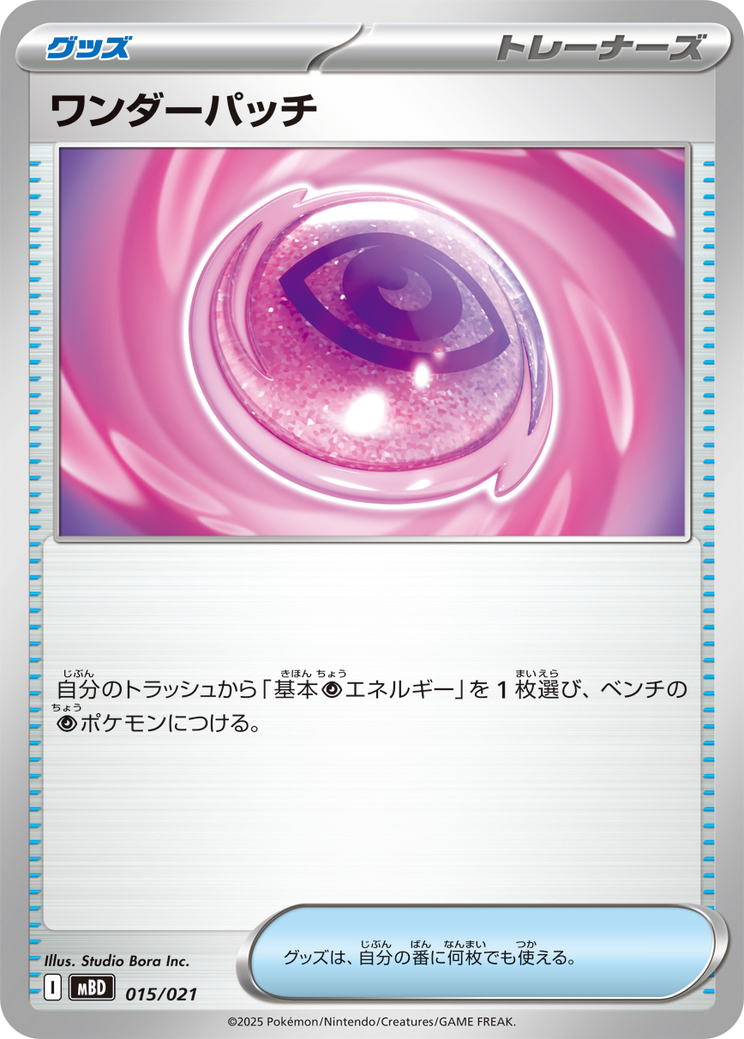 グッズ
トレーナーズ
ワンダーパッチ
じぶん きほん ちょう まいえら
自分のトラッシュから「基本エネルギー」を1枚選び、ベンチの
ちょう
ポケモンにつける。
Illus. Studio Bora Inc.
じぶん ばん なんまい つか
グッズは、自分の番に何枚でも使える。
I mBD 015/021
©2025 Pokémon/Nintendo/Creatures/GAME FREAK.